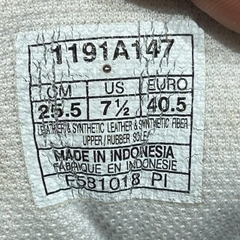 1191A147
CM US EURO
25.5 7½ 40.5
LEATHER & SYNTHETIC LEATHER & SYNTHETIC FIBER
UPPER / RUBBER SOLE
MADE IN INDONESIA
FABRIQUE EN INDONESIE
F581018 PI